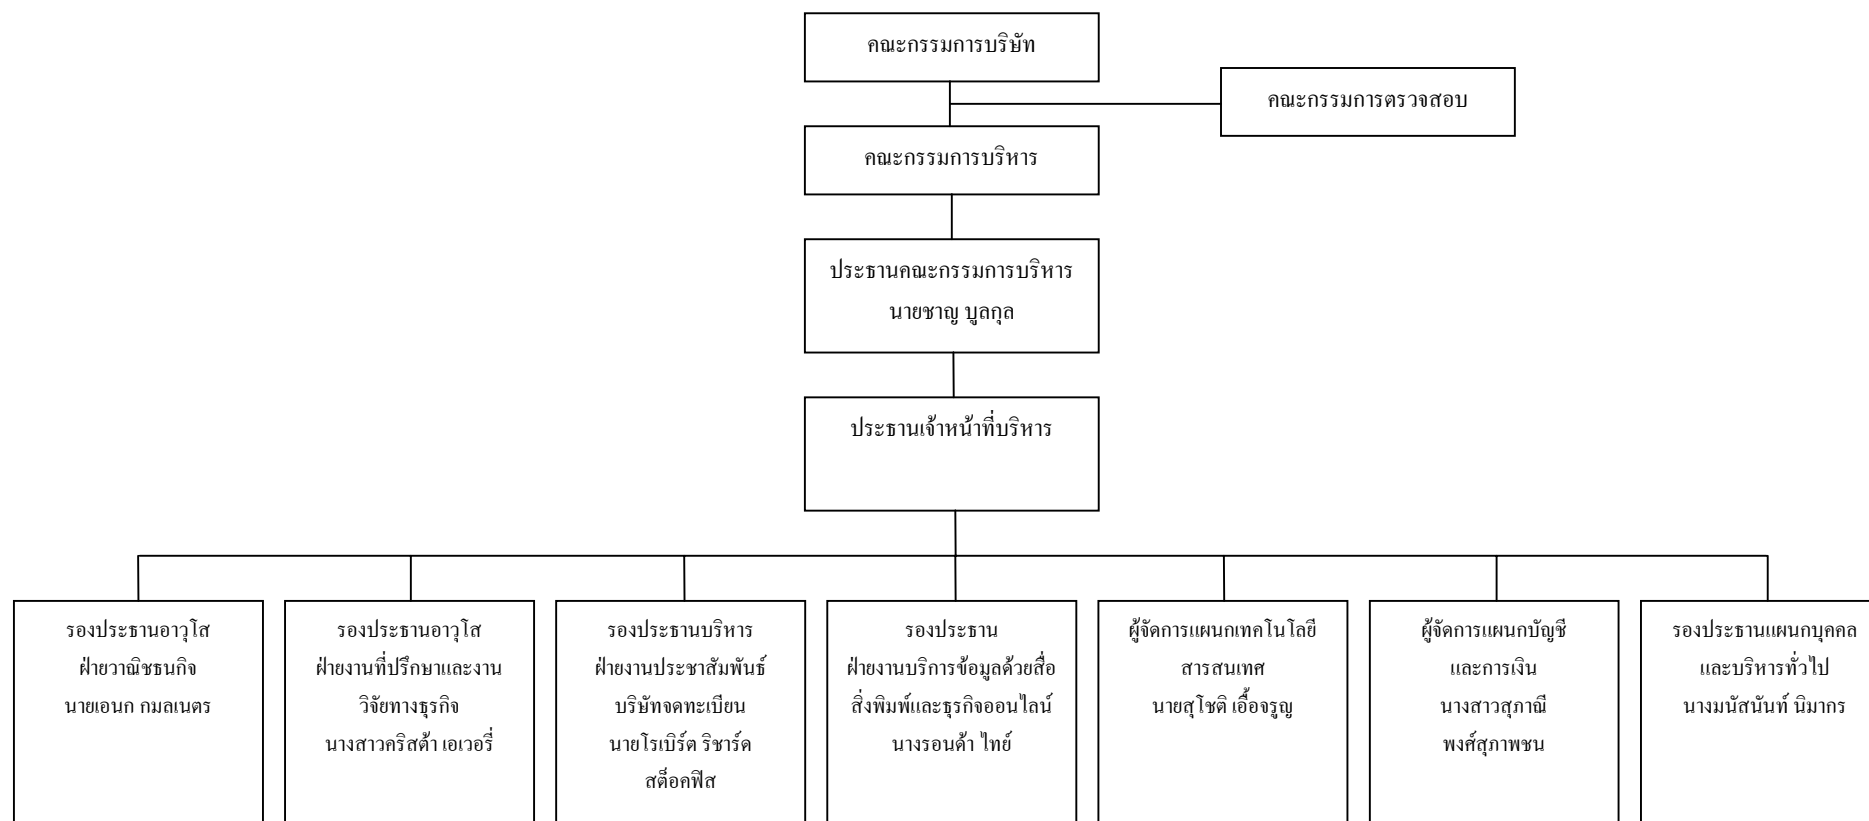 คณะกรรมการบริษัท
คณะกรรมการตรวจสอบ
คณะกรรมการบริหาร
ประธานคณะกรรมการบริหาร
นายชาญ บูลกุล
ประธานเจ้าหน้าที่บริหาร
รองประธานอาวุโส
ฝ่ายวาณิชธนกิจ
นายเอนก กมลเนตร
รองประธานอาวุโส
ฝ่ายงานที่ปรึกษาและงาน
วิจัยทางธุรกิจ
นางสาวคริสต้า เอเวอรี่
รองประธานบริหาร
ฝ่ายงานประชาสัมพันธ์
บริษัทจดทะเบียน
นายโรเบิร์ต ริชาร์ด
สต็อคฟิส
รองประธาน
ฝ่ายงานบริการข้อมูลด้วยสื่อ
สิ่งพิมพ์และธุรกิจออนไลน์
นางรอนด้า ไทย์
ผู้จัดการแผนกเทคโนโลยี
สารสนเทศ
นายสุโชติ เอื้อจรูญ
ผู้จัดการแผนกบัญชี
และการเงิน
นางสาวสุภาณี
พงศ์สุภาพชน
รองประธานแผนกบุคคล
และบริหารทั่วไป
นางมนัสนันท์ นิมากร